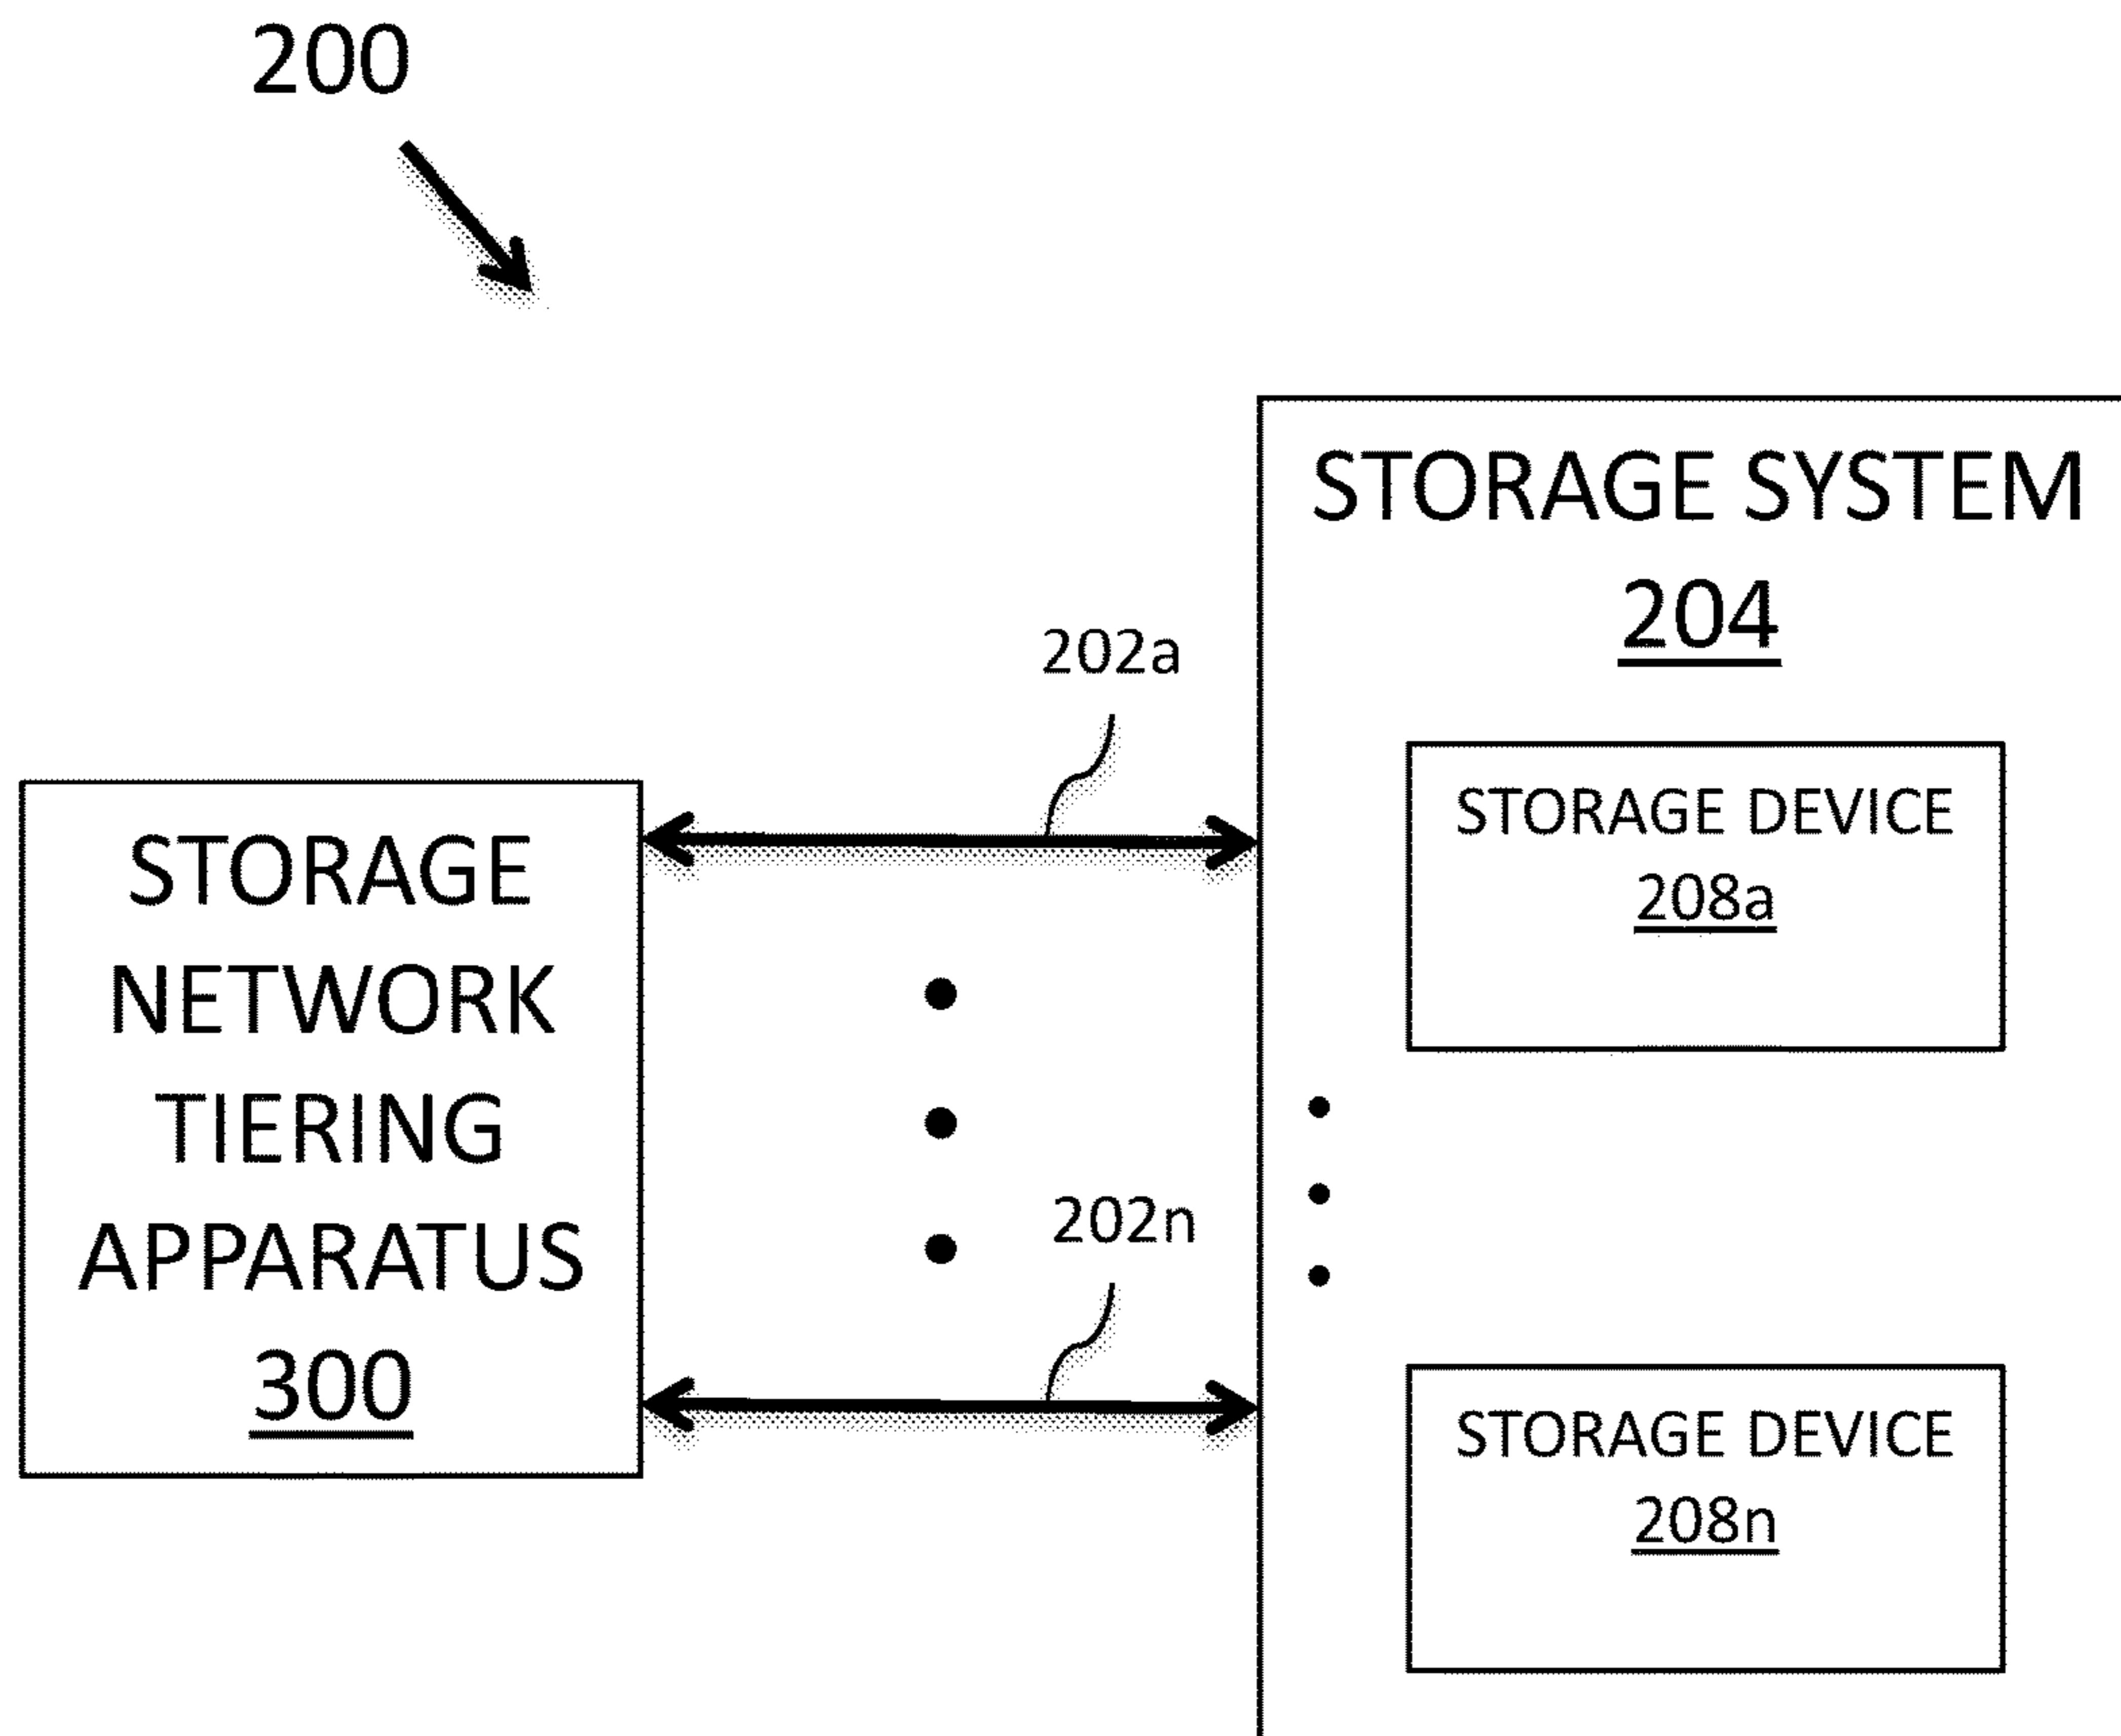 200
STORAGE SYSTEM
204
202a
STORAGE DEVICE
208a
STORAGE
NETWORK
TIERING
APPARATUS
300
202n
STORAGE DEVICE
208n